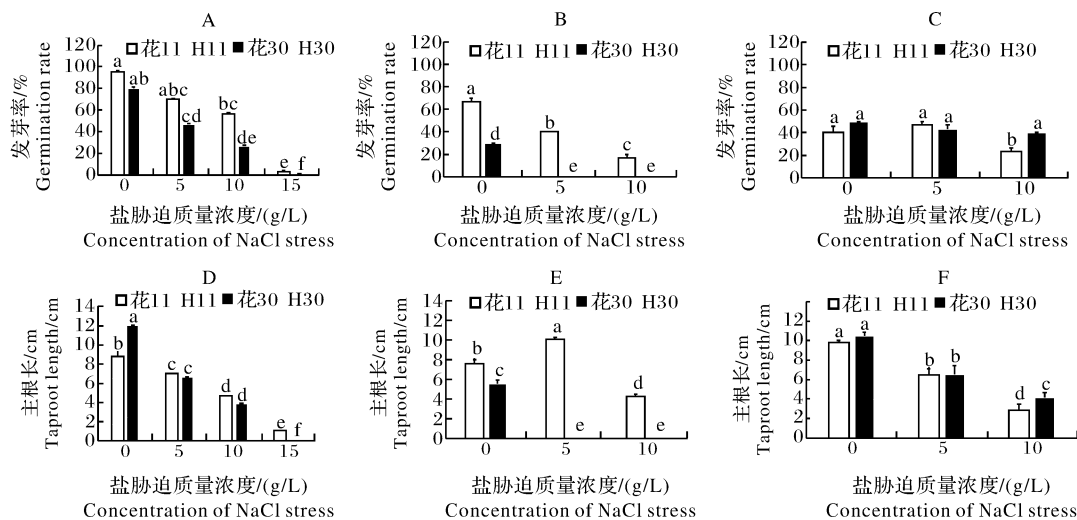 A
花11 H11 花30 H30
发芽率/%
Germination rate
120
100
80
60
40
20
0
a ab
abc cd
bc de
e f
0 5 10 15
盐胁迫质量浓度/(g/L)
Concentration of NaCl stress
B
花11 H11 花30 H30
发芽率/%
Germination rate
120
100
80
60
40
20
0
a d
b e
c e
0 5 10
盐胁迫质量浓度/(g/L)
Concentration of NaCl stress
C
花11 H11 花30 H30
发芽率/%
Germination rate
120
100
80
60
40
20
0
a a
a a
b a
0 5 10
盐胁迫质量浓度/(g/L)
Concentration of NaCl stress
D
花11 H11 花30 H30
主根长/cm
Taproot length/cm
14
12
10
8
6
4
2
0
b a
c c
d d
e f
0 5 10 15
盐胁迫质量浓度/(g/L)
Concentration of NaCl stress
E
花11 H11 花30 H30
主根长/cm
Taproot length/cm
14
12
10
8
6
4
2
0
b c
a e
d e
0 5 10
盐胁迫质量浓度/(g/L)
Concentration of NaCl stress
F
花11 H11 花30 H30
主根长/cm
Taproot length/cm
14
12
10
8
6
4
2
0
a a
b b
d c
0 5 10
盐胁迫质量浓度/(g/L)
Concentration of NaCl stress